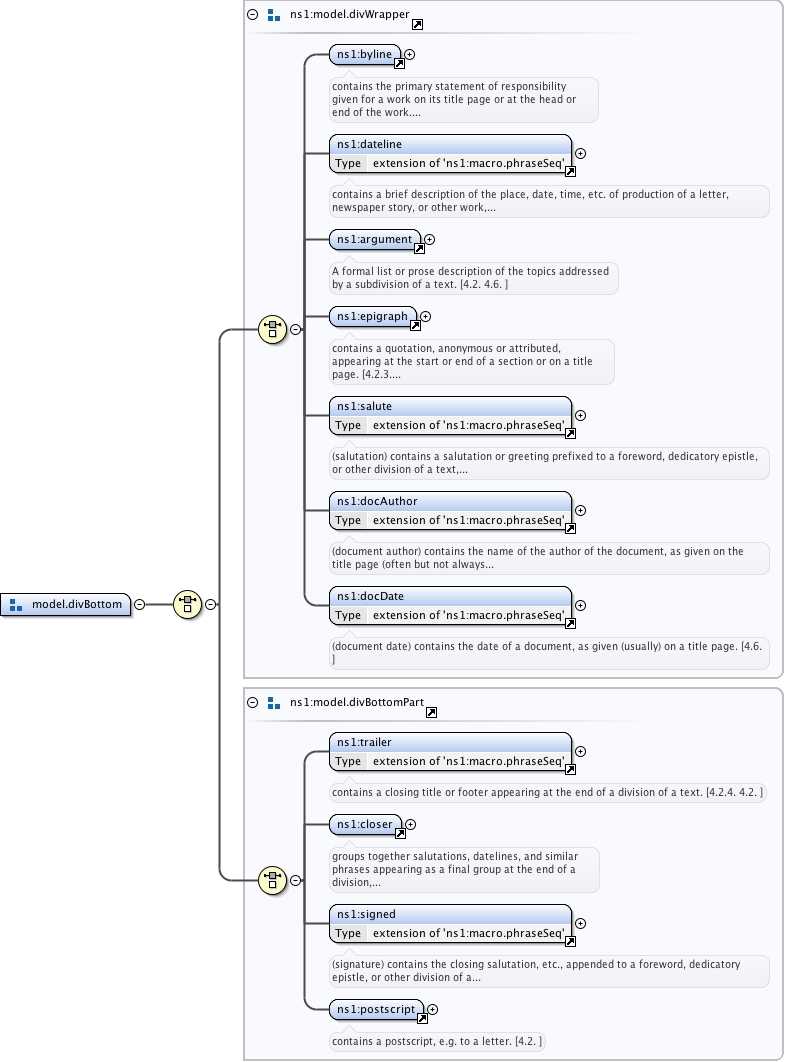 ns1:model.divWrapper
ns1:byline
contains the primary statement of responsibility
given for a work on its title page or at the head or
end of the work....
ns1:dateline
Type extension of 'ns1:macro.phraseSeq'
contains a brief description of the place, date, time, etc. of production of a letter,
newspaper story, or other work,...
ns1:argument
A formal list or prose description of the topics addressed
by a subdivision of a text. [4.2. 4.6. ]
ns1:epigraph
contains a quotation, anonymous or attributed,
appearing at the start or end of a section or on a title
page. [4.2.3....
ns1:salute
Type extension of 'ns1:macro.phraseSeq'
(salutation) contains a salutation or greeting prefixed to a foreword, dedicatory epistle,
or other division of a text,...
ns1:docAuthor
Type extension of 'ns1:macro.phraseSeq'
(document author) contains the name of the author of the document, as given on the
title page (often but not always...
ns1:docDate
Type extension of 'ns1:macro.phraseSeq'
(document date) contains the date of a document, as given (usually) on a title page. [4.6.
]
model.divBottom
ns1:model.divBottomPart
ns1:trailer
Type extension of 'ns1:macro.phraseSeq'
contains a closing title or footer appearing at the end of a division of a text. [4.2.4. 4.2. ]
ns1:closer
groups together salutations, datelines, and similar
phrases appearing as a final group at the end of a
division,...
ns1:signed
Type extension of 'ns1:macro.phraseSeq'
(signature) contains the closing salutation, etc., appended to a foreword, dedicatory
epistle, or other division of a...
ns1:postscript
contains a postscript, e.g. to a letter. [4.2. ]